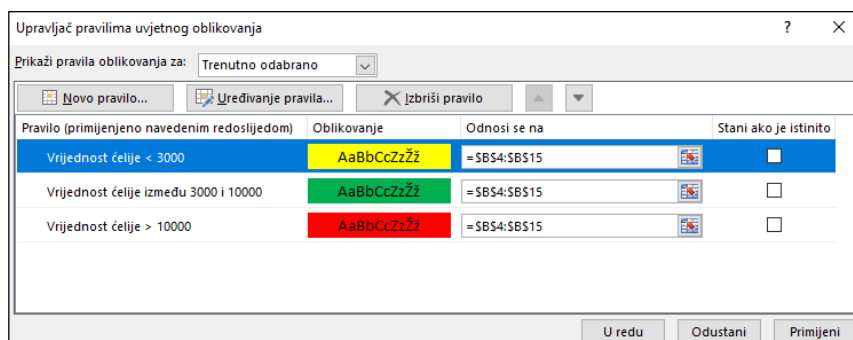 Upravljač pravilima uvjetnog oblikovanja ? ×
Prikaži pravila oblikovanja za: Trenutno odabrano
Novo pravilo... Uređivanje pravila... Izbriši pravilo
Pravilo (primijenjeno navedenim redoslijedom) Oblikovanje Odnosi se na Stani ako je istinito
Vrijednost ćelije < 3000 AaBbCcZzŽž =$B$4:$B$15
Vrijednost ćelije između 3000 i 10000 AaBbCcZzŽž =$B$4:$B$15
Vrijednost ćelije > 10000 AaBbCcZzŽž =$B$4:$B$15
U redu Odustani Primijeni